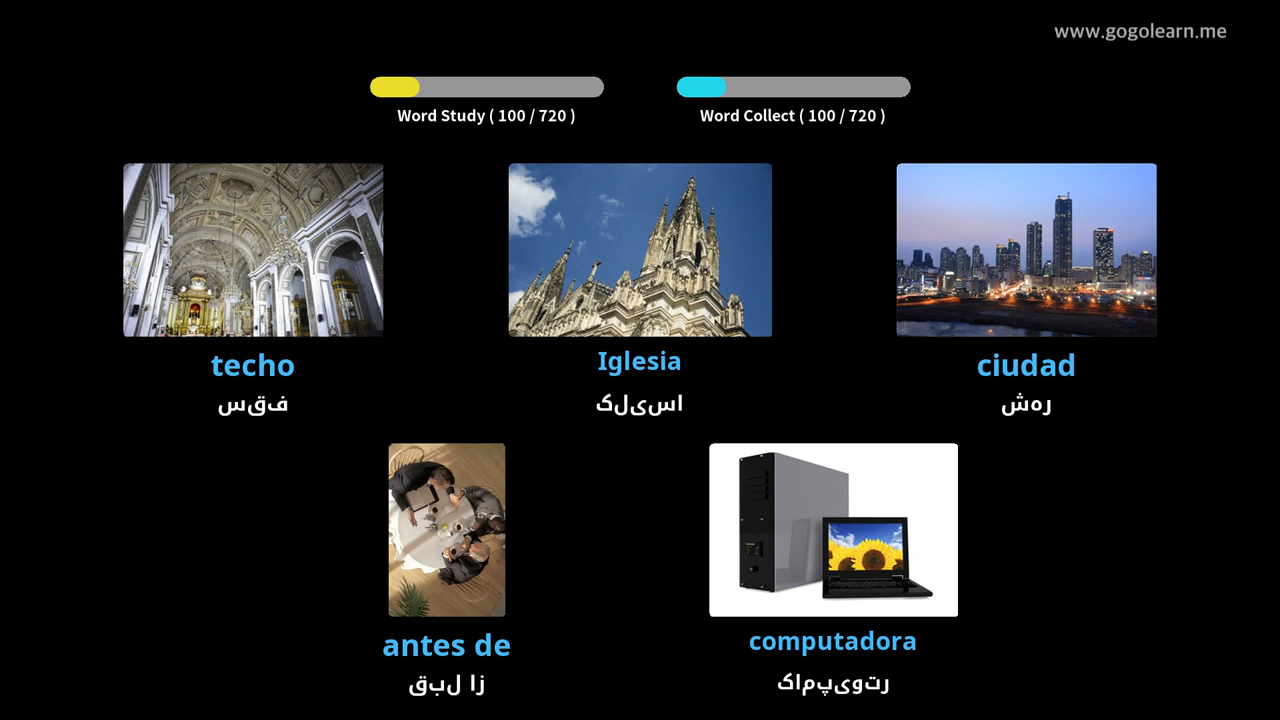 www.gogolearn.me
Word Study ( 100 / 720 )
Word Collect ( 100 / 720 )
techo
فقس
Iglesia
اسیلک
ciudad
رهش
antes de
زا لبق
computadora
رتویپماک